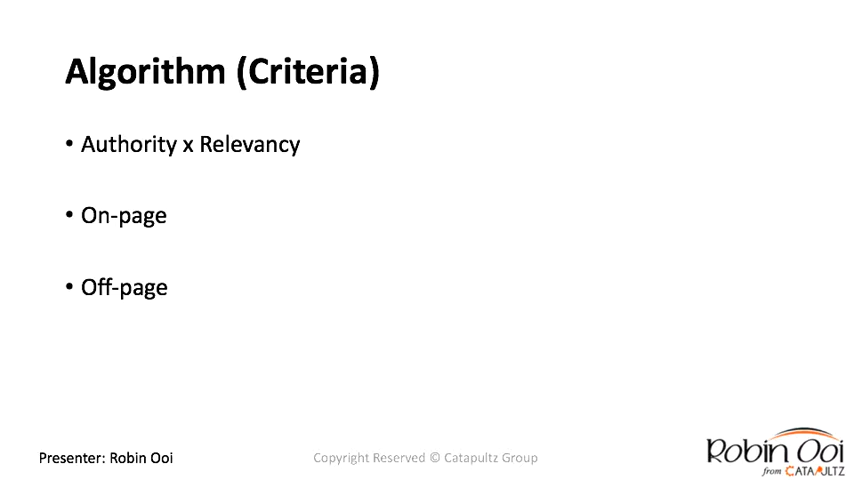 Algorithm (Criteria)
• Authority x Relevancy
• On-page
• Off-page
Presenter: Robin Ooi
Copyright Reserved © Catapultz Group
Robin Ooi
from CATAPULTZ